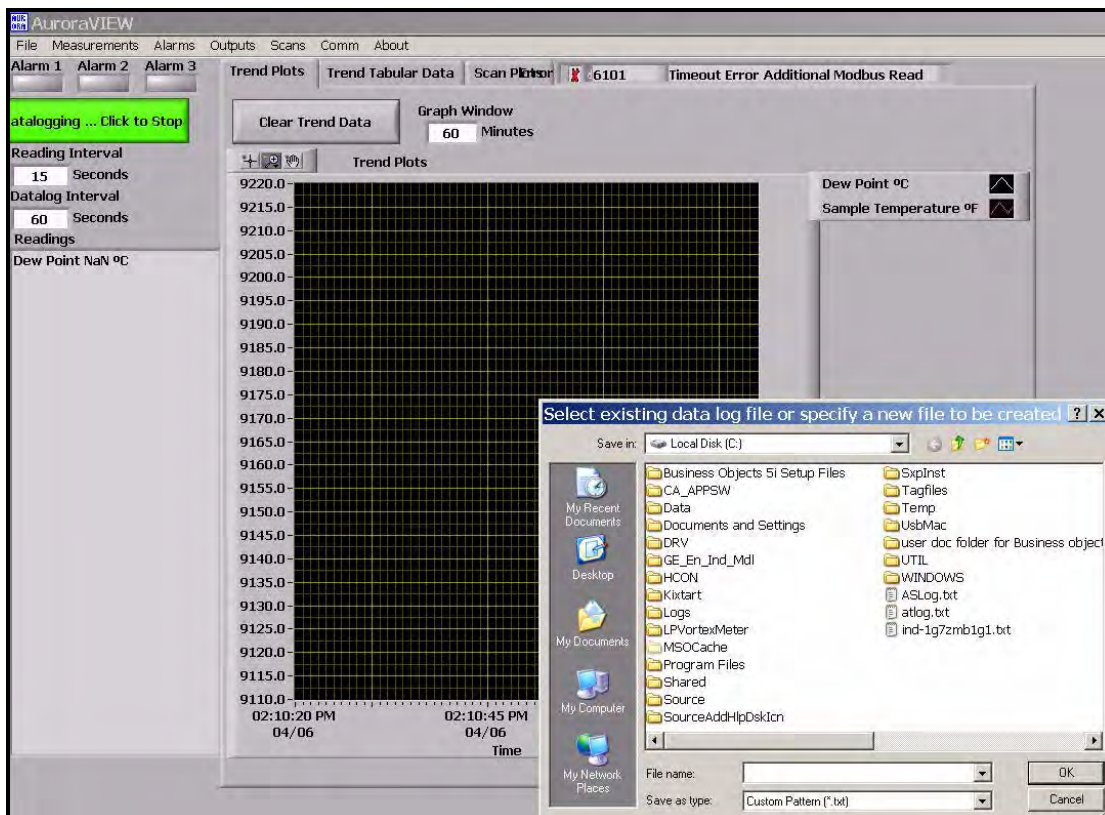 AuroraVIEW
File Measurements Alarms Outputs Scans Comm About
Alarm 1 Alarm 2 Alarm 3
atalogging ... Click to Stop
Reading Interval
15 Seconds
Datalog Interval
60 Seconds
Readings
Dew Point NaN ºC
Trend Plots Trend Tabular Data Scan Plots 6101 Timeout Error Additional Modbus Read
Clear Trend Data
Graph Window
60 Minutes
Trend Plots
Dew Point ºC
Sample Temperature ºF
9220.0
9215.0
9210.0
9205.0
9200.0
9195.0
9190.0
9185.0
9180.0
9175.0
9170.0
9165.0
9160.0
9155.0
9150.0
9145.0
9140.0
9135.0
9130.0
9125.0
9120.0
9115.0
9110.0
02:10:20 PM 02:10:45 PM
04/06 04/06
Time
Select existing data log file or specify a new file to be created
Save in: Local Disk (C:)
My Recent Documents
Desktop
My Documents
My Computer
My Network Places
Business Objects 5i Setup Files
CA_APPSW
Data
Documents and Settings
DRV
GE_En_Ind_Mdl
HCON
Kixtart
Logs
LPVortexMeter
MSOCache
Program Files
Shared
Source
SourceAddHlpDskIcn
SxpInst
Tagfiles
Temp
UsbMac
user doc folder for Business object
UTIL
WINDOWS
ASLog.txt
atlog.txt
ind-1g7zmb1g1.txt
File name:
OK
Save as type: Custom Pattern (*.txt)
Cancel